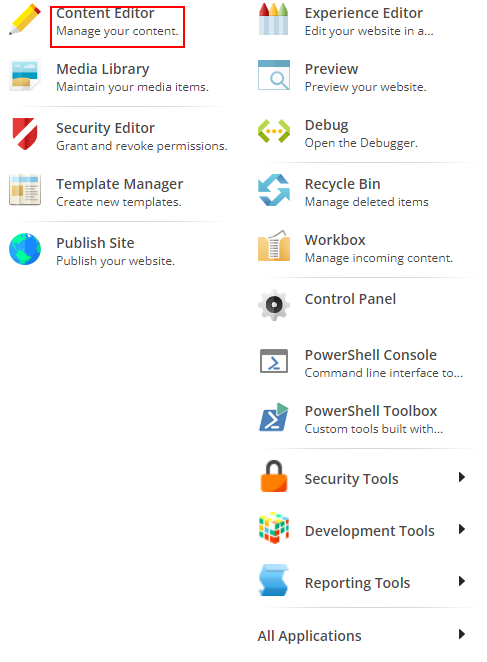 Content Editor
Manage your content.
Media Library
Maintain your media items.
Security Editor
Grant and revoke permissions.
Template Manager
Create new templates.
Publish Site
Publish your website.
Experience Editor
Edit your website in a...
Preview
Preview your website.
Debug
Open the Debugger.
Recycle Bin
Manage deleted items
Workbox
Manage incoming content.
Control Panel
PowerShell Console
Command line interface to...
PowerShell Toolbox
Custom tools built with...
Security Tools
Development Tools
Reporting Tools
All Applications